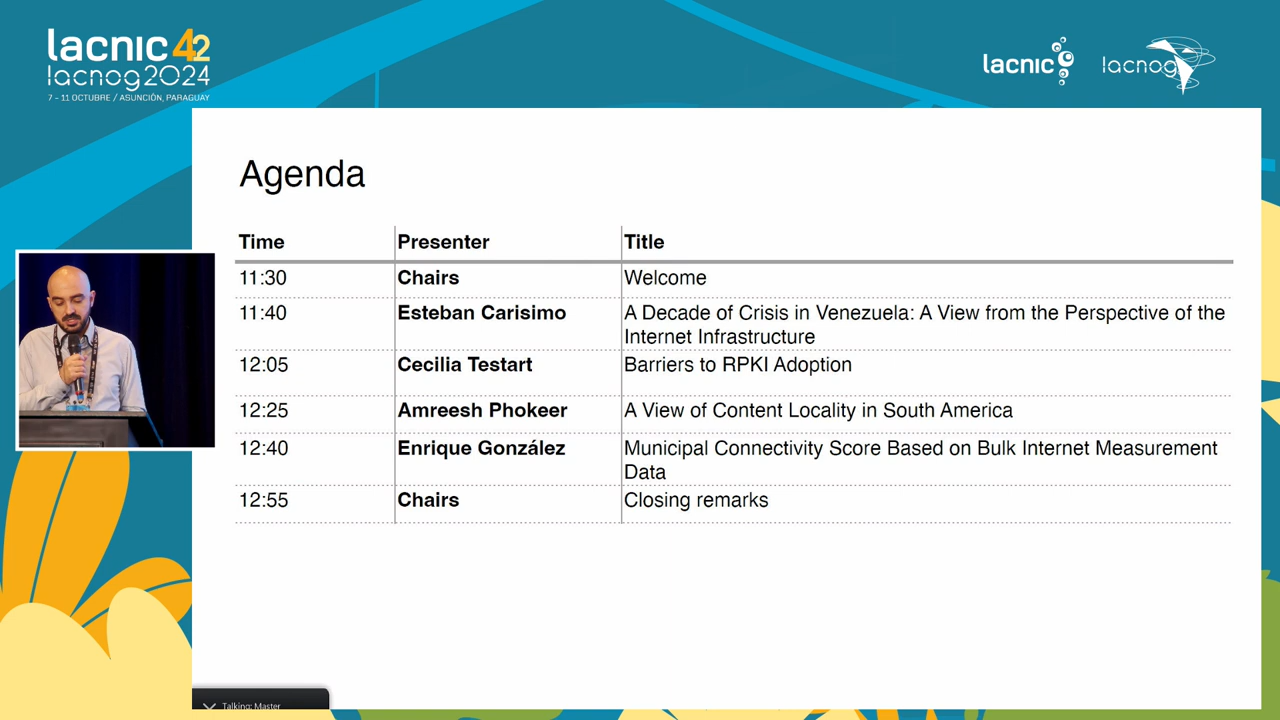 lacnic 42
lacnog2024
7 - 11 OCTUBRE / ASUNCIÓN, PARAGUAY
lacnic
lacnog
Agenda
Time Presenter Title
11:30 Chairs Welcome
11:40 Esteban Carisimo A Decade of Crisis in Venezuela: A View from the Perspective of the
Internet Infrastructure
12:05 Cecilia Testart Barriers to RPKI Adoption
12:25 Amreesh Phokeer A View of Content Locality in South America
12:40 Enrique González Municipal Connectivity Score Based on Bulk Internet Measurement
Data
12:55 Chairs Closing remarks
Talking: Master